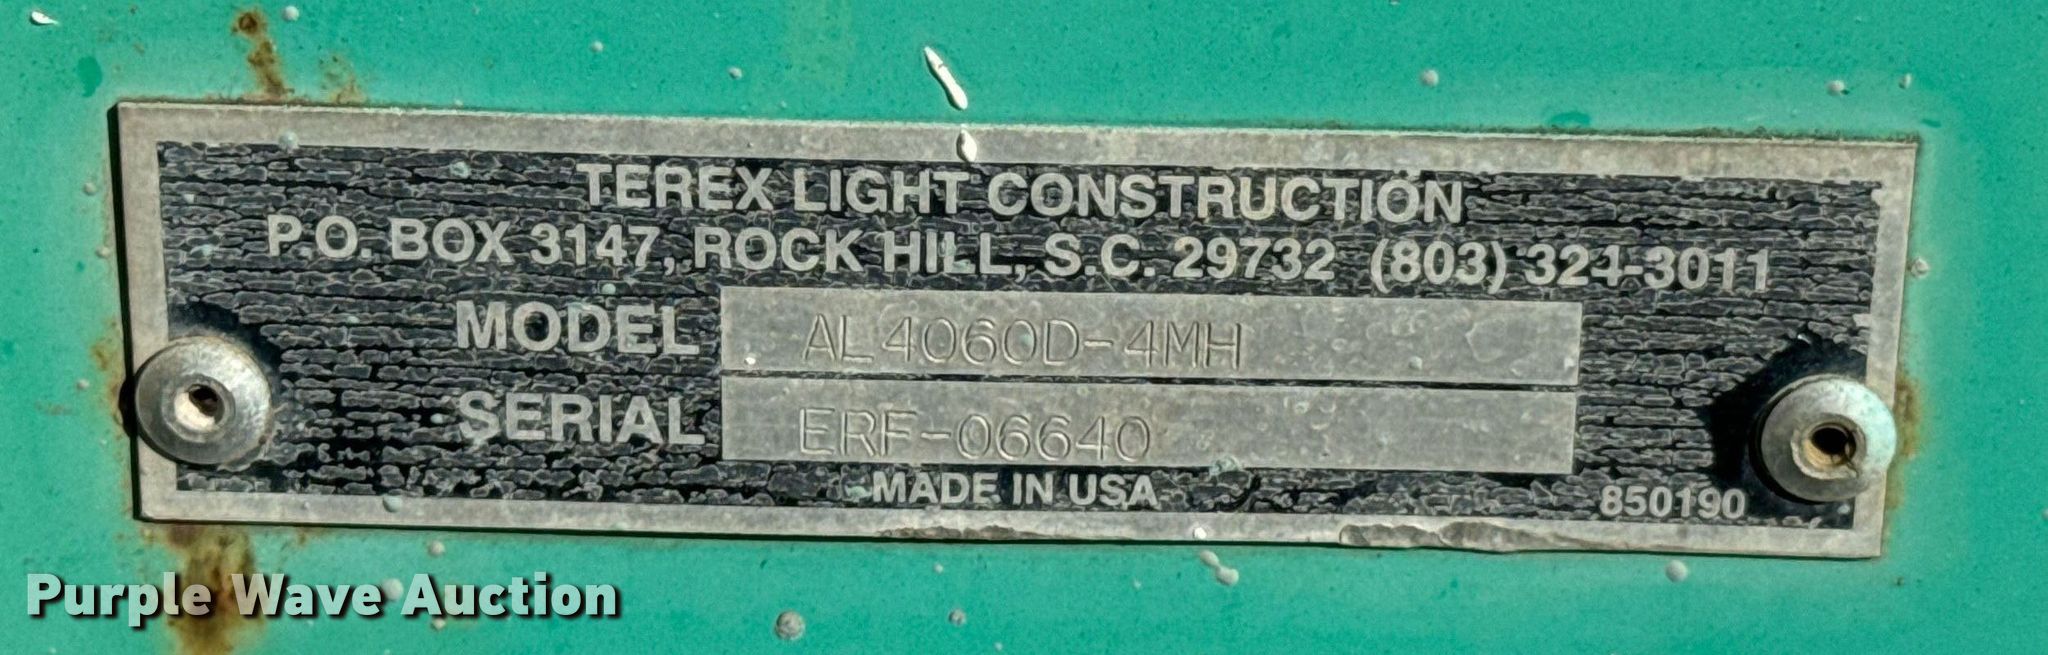 TEREX LIGHT CONSTRUCTION
P.O. BOX 3147, ROCK HILL, S.C. 29732 (803) 324-3011
MODEL AL4060D-4MH
SERIAL ERF-06640
MADE IN USA
850190
Purple Wave Auction